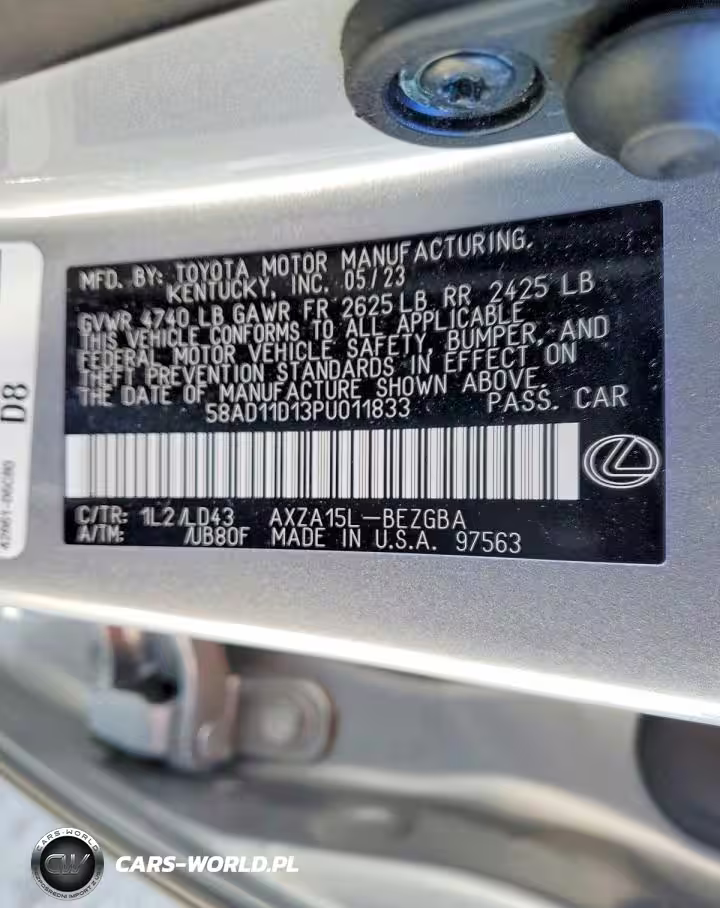 MFD. BY: TOYOTA MOTOR MANUFACTURING,
KENTUCKY, INC. 05/23
GVWR 4740 LB GAWR FR 2625 LB RR 2425 LB
THIS VEHICLE CONFORMS TO ALL APPLICABLE
FEDERAL MOTOR VEHICLE SAFETY, BUMPER, AND
THEFT PREVENTION STANDARDS IN EFFECT ON
THE DATE OF MANUFACTURE SHOWN ABOVE.
58AD11D13PU011833 PASS. CAR
C/TR: 1L2/LD43 AXZA15L-BEZGBA
A/TM: /UB80F MADE IN U.S.A. 97563
D8
CARS-WORLD
CW
CARS-WORLD.PL